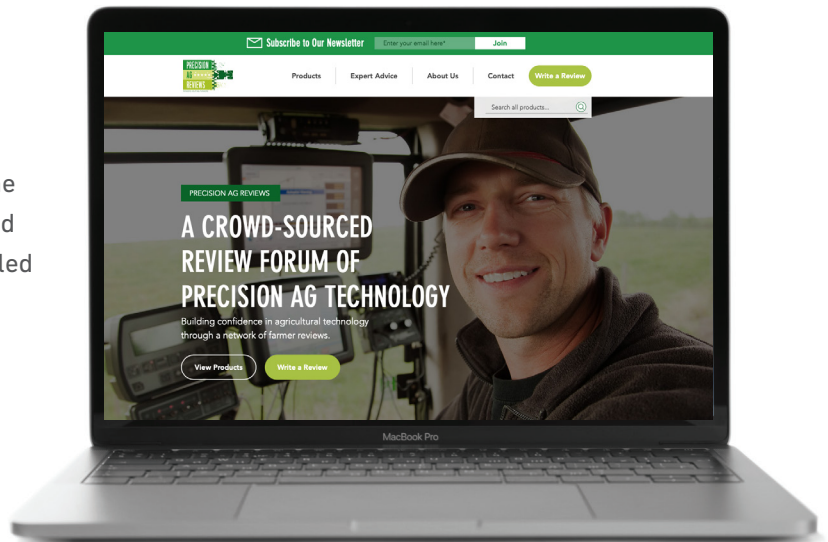 Subscribe to Our Newsletter Enter your email here* Join
PRECISION
AG
REVIEWS
Products Expert Advice About Us Contact Write a Review
Search all products...
PRECISION AG REVIEWS
A CROWD-SOURCED
REVIEW FORUM OF
PRECISION AG TECHNOLOGY
Building confidence in agricultural technology
through a network of farmer reviews.
View Products Write a Review
MacBook Pro